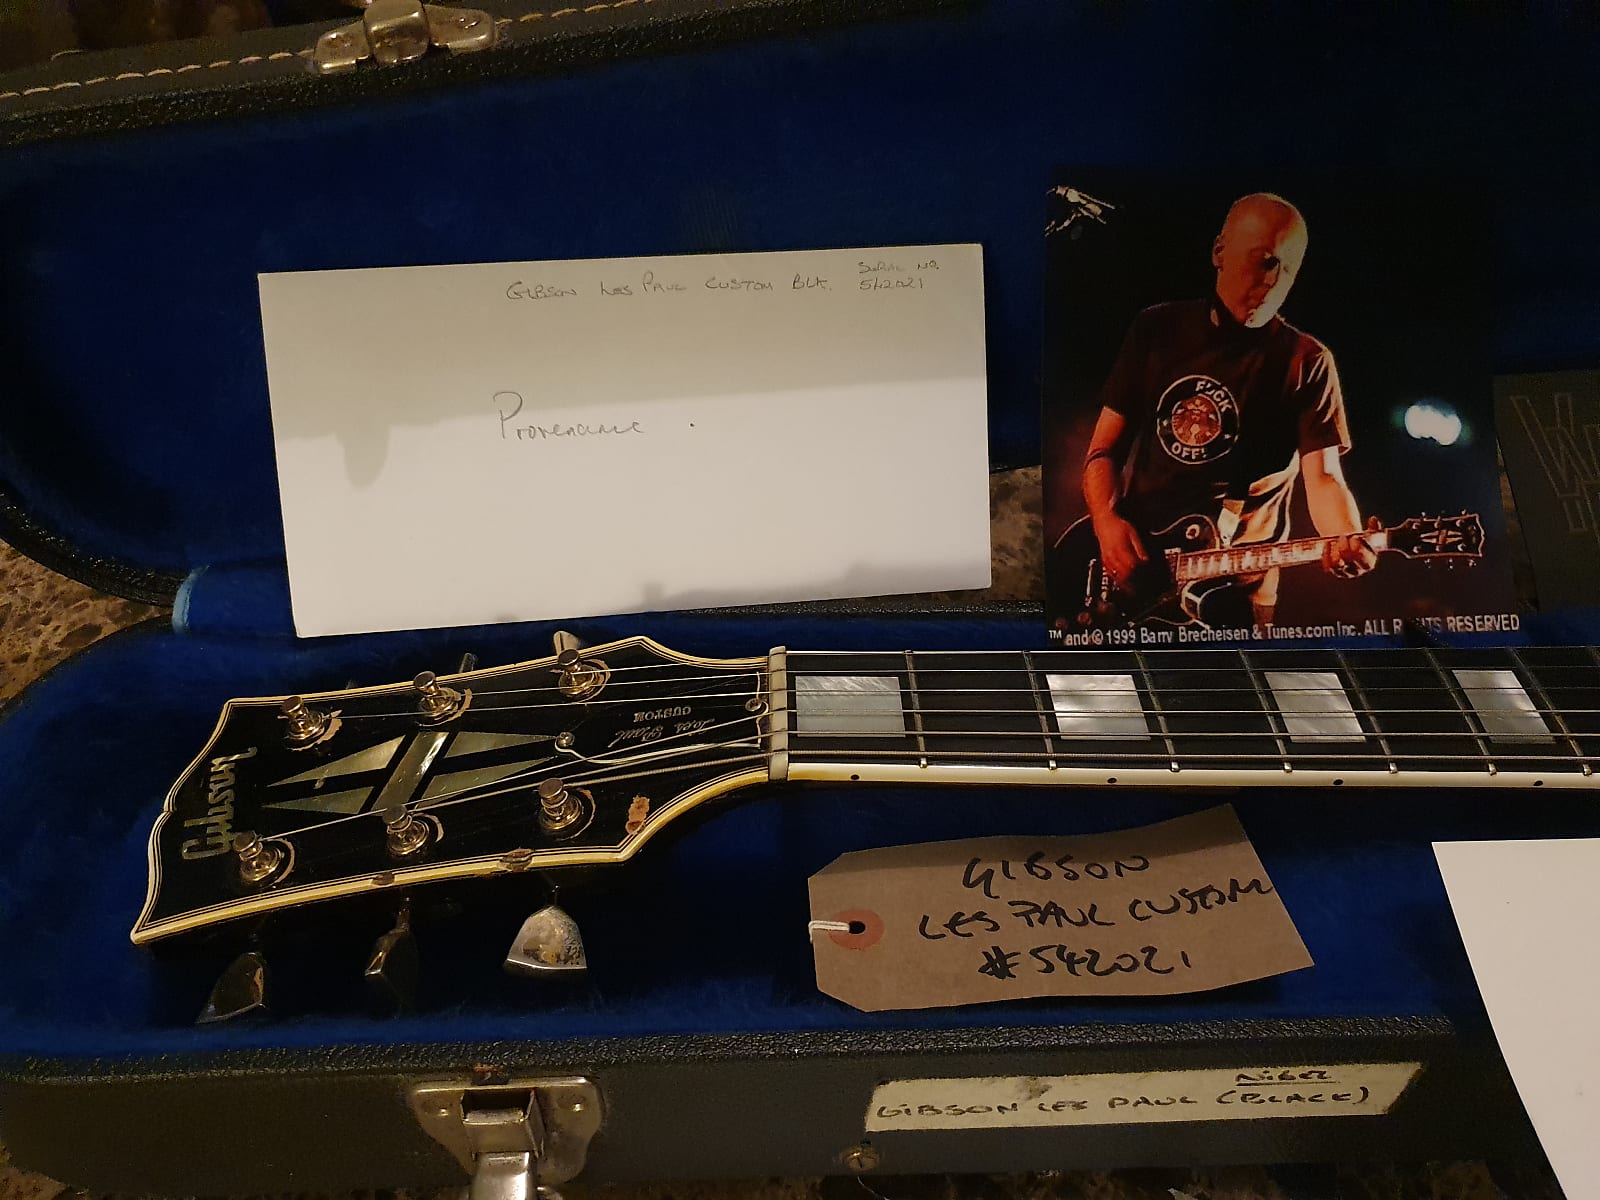 SERIAL NO.
GIBSON LES PAUL CUSTOM BLK. 542021
Provenance.
FUCK
OFF!
™ and © 1999 Barry Brecheisen & Tunes.com Inc. ALL RIGHTS RESERVED
Gibson
Les Paul
CUSTOM
GIBSON
LES PAUL CUSTOM
#542021
NIGEL
GIBSON LES PAUL (BLACK)